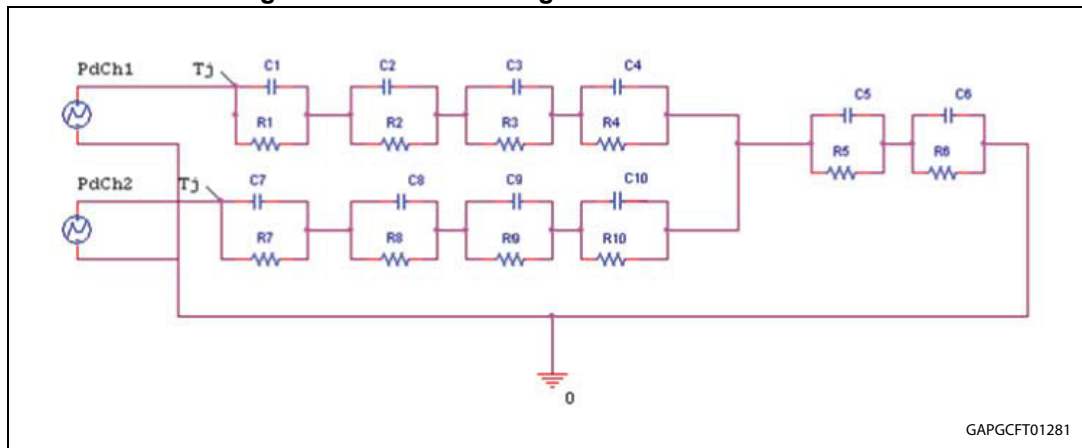 PdCh1 Tj C1 C2 C3 C4
C5 C6
R1 R2 R3 R4
R5 R6
PdCh2 Tj C7 C8 C9 C10
R7 R8 R9 R10
0
GAPGCFT01281